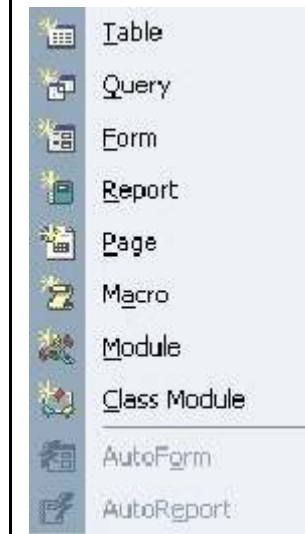 Table
Query
Form
Report
Page
Macro
Module
Class Module
AutoForm
AutoReport